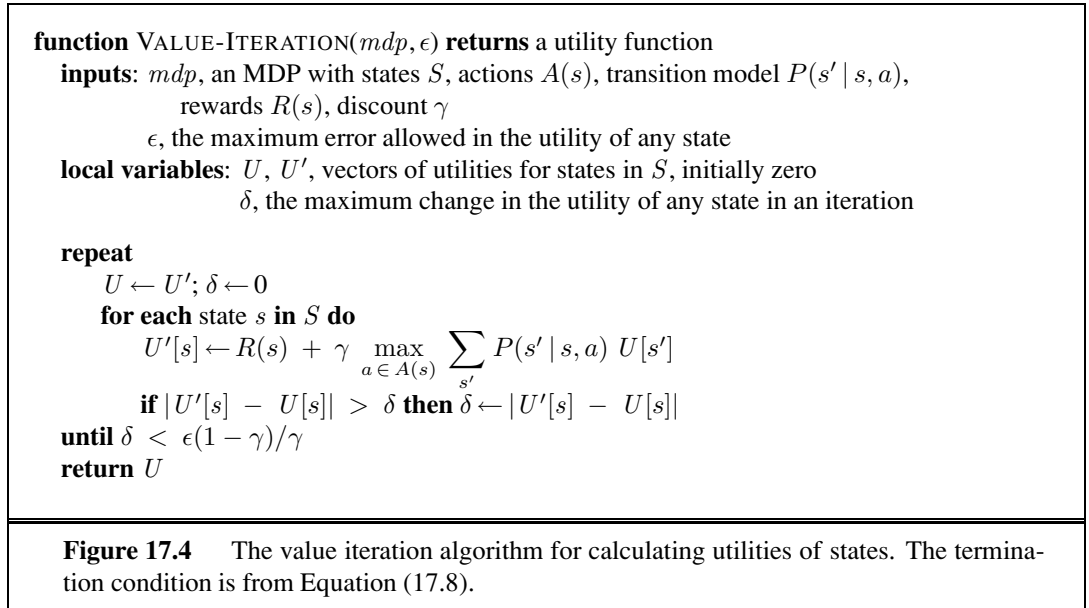 function VALUE-ITERATION(mdp, ϵ) returns a utility function
inputs: mdp, an MDP with states S, actions A(s), transition model P(s′ | s, a),
rewards R(s), discount γ
ϵ, the maximum error allowed in the utility of any state
local variables: U, U′, vectors of utilities for states in S, initially zero
δ, the maximum change in the utility of any state in an iteration
repeat
U ← U′; δ ← 0
for each state s in S do
U′[s] ← R(s) + γ max a ∈ A(s) ∑ s′ P(s′ | s, a) U[s′]
if |U′[s] − U[s]| > δ then δ ← |U′[s] − U[s]|
until δ < ϵ(1 − γ)/γ
return U
Figure 17.4 The value iteration algorithm for calculating utilities of states. The termina-
tion condition is from Equation (17.8).